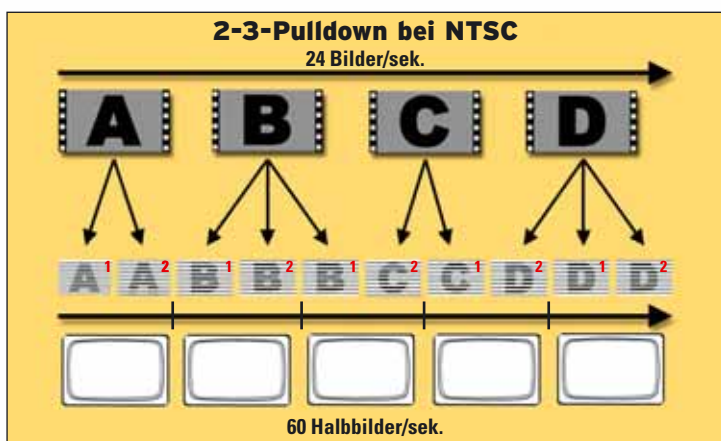 2-3-Pulldown bei NTSC
24 Bilder/sek.
A B C D
A1 A2 B1 B2 B1 C2 C1 D2 D1 D2
60 Halbbilder/sek.